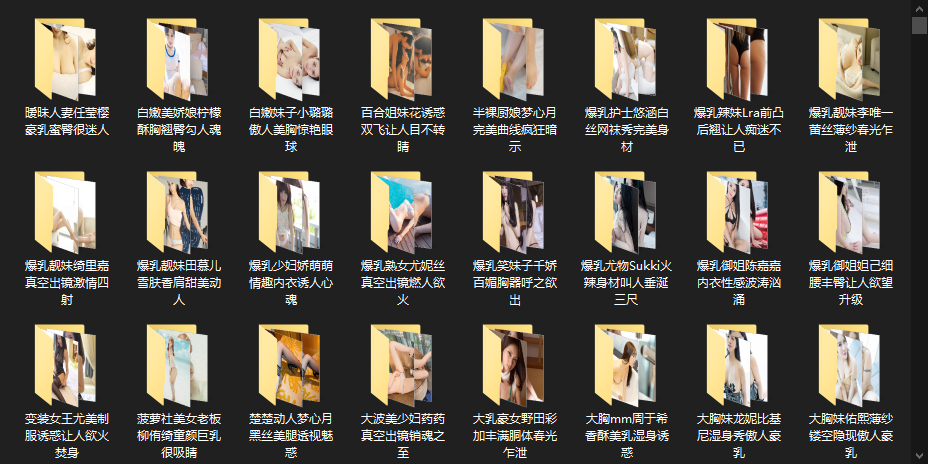 暧昧人妻任莹樱
豪乳蜜臀很迷人
白嫩美娇娘柠檬
酥胸翘臀勾人魂
魄
白嫩妹子小璐璐
傲人美胸惊艳眼
球
百合姐妹花诱惑
双飞让人目不转
睛
半裸厨娘梦心月
完美曲线疯狂暗
示
爆乳护士悠涵白
丝网袜秀完美身
材
爆乳辣妹Lra前凸
后翘让人痴迷不
已
爆乳靓妹李唯一
蕾丝薄纱春光乍
泄
爆乳靓妹绮里嘉
真空出镜激情四
射
爆乳靓妹田慕儿
雪肤香肩甜美动
人
爆乳少妇娇萌萌
情趣内衣诱人心
魂
爆乳熟女尤妮丝
真空出镜燃人欲
火
爆乳笑妹子千娇
百媚胸器呼之欲
出
爆乳尤物Sukki火
辣身材叫人垂涎
三尺
爆乳御姐陈嘉嘉
内衣性感波涛汹
涌
爆乳御姐妲己细
腰丰臀让人欲望
升级
变装女王尤美制
服诱惑让人欲火
焚身
菠萝社美女老板
柳侑绮童颜巨乳
很吸睛
楚楚动人梦心月
黑丝美腿透视魅
惑
大波美少妇药药
真空出镜销魂之
至
大乳豪女野田彩
加丰满胴体春光
乍泄
大胸mm周于希
香酥美乳湿身诱
惑
大胸妹龙妮比基
尼湿身秀傲人豪
乳
大胸妹佑熙薄纱
镂空隐现傲人豪
乳